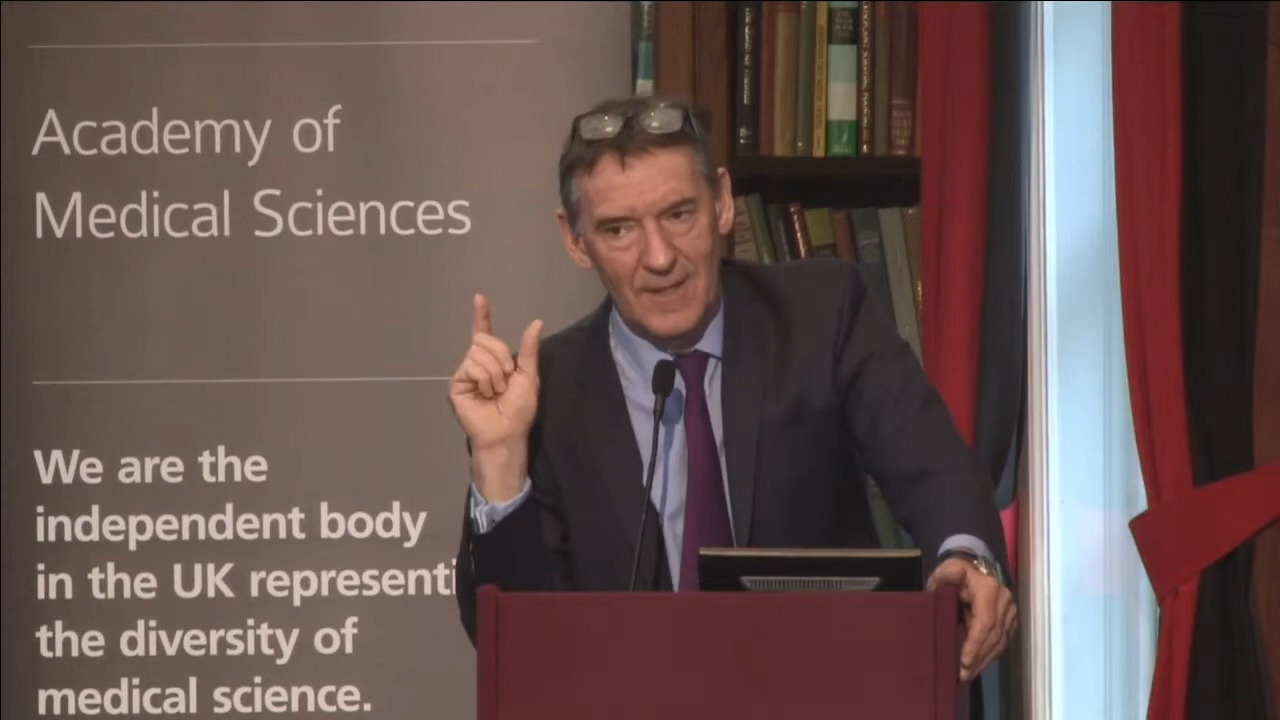 Academy of
Medical Sciences
We are the
independent body
in the UK representi
the diversity of
medical science.